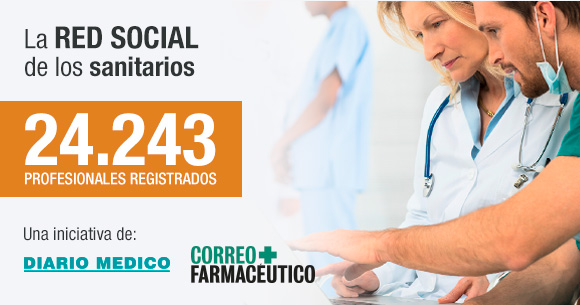 La RED SOCIAL
de los sanitarios
24.243
PROFESIONALES REGISTRADOS
Una iniciativa de:
DIARIO MEDICO
CORREO+
FARMACÉUTICO